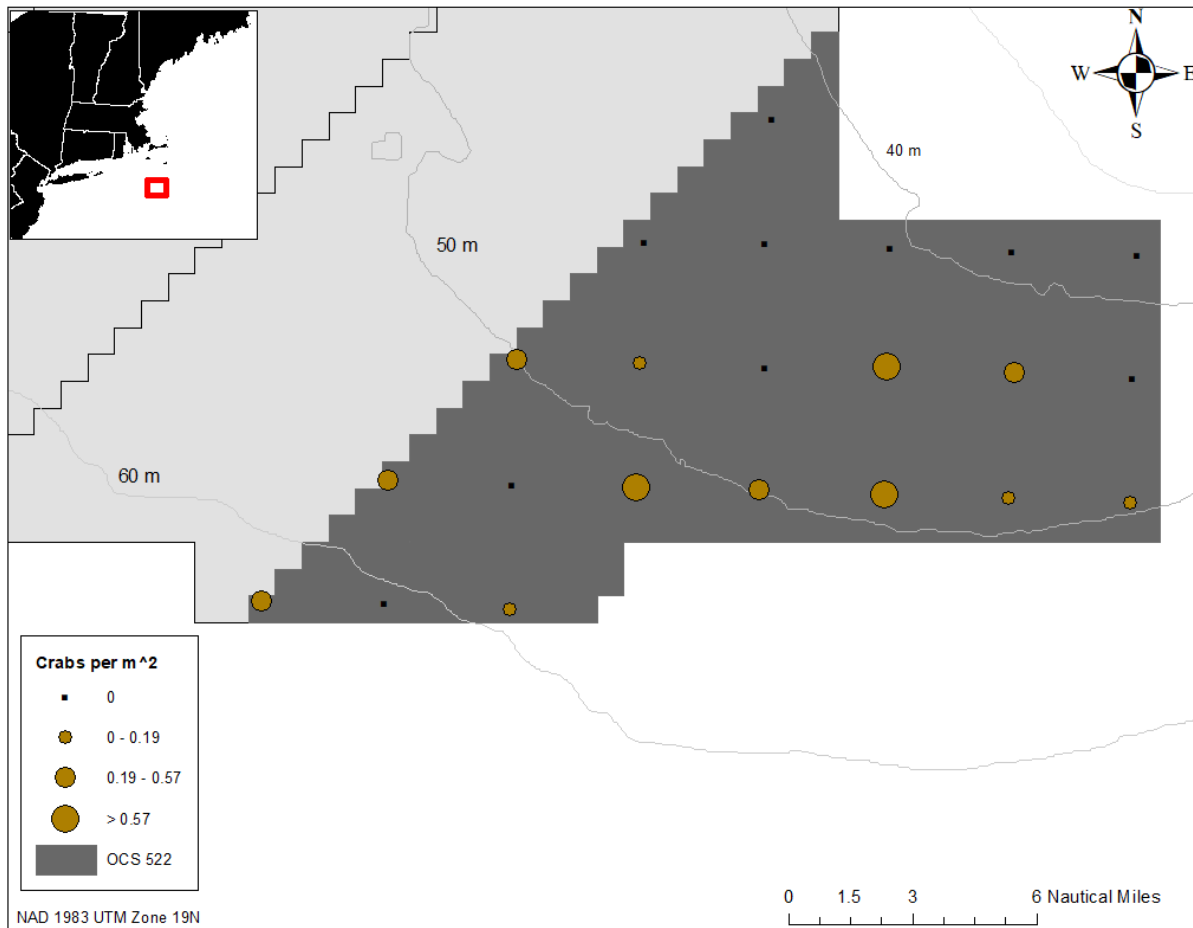 N
W
E
S
40 m
50 m
60 m
Crabs per m^2
0
0 - 0.19
0.19 - 0.57
> 0.57
OCS 522
NAD 1983 UTM Zone 19N
0 1.5 3 6 Nautical Miles